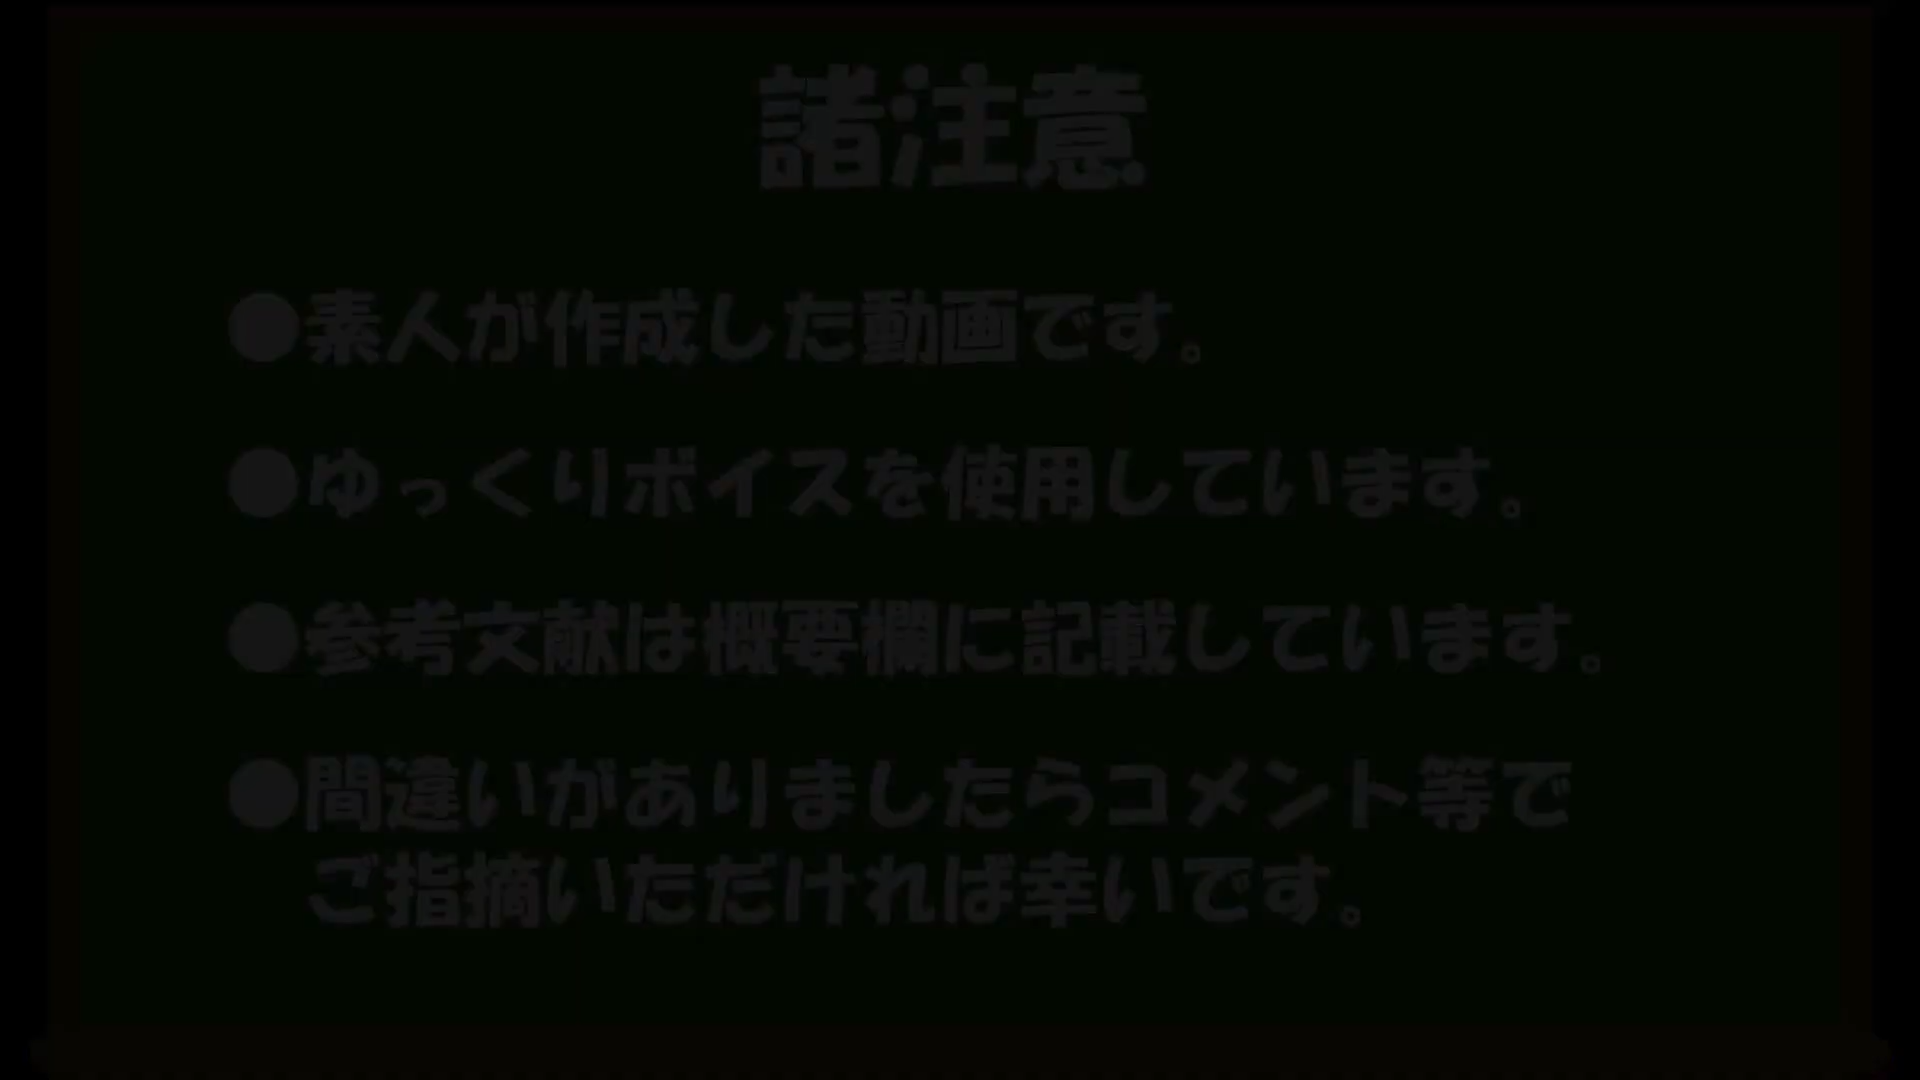 諸注意
●素人が作成した動画です。
●ゆっくりボイスを使用しています。
●参考文献は概要欄に記載しています。
●間違いがありましたらコメント等で
ご指摘いただければ幸いです。